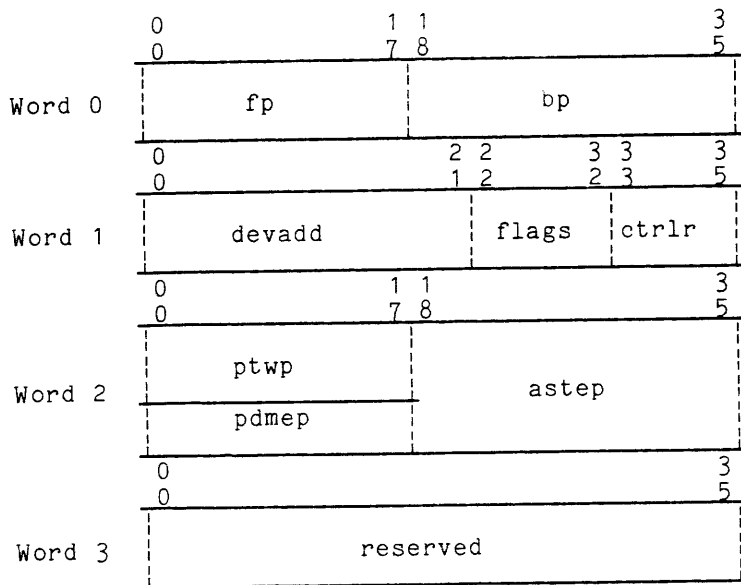 0 1 1 3
0 7 8 5
Word 0 fp bp
0 2 2 3 3 3
0 1 2 2 3 5
Word 1 devadd flags ctrlr
0 1 1 3
0 7 8 5
ptwp
Word 2 astep
pdmep
0 3
0 5
Word 3 reserved